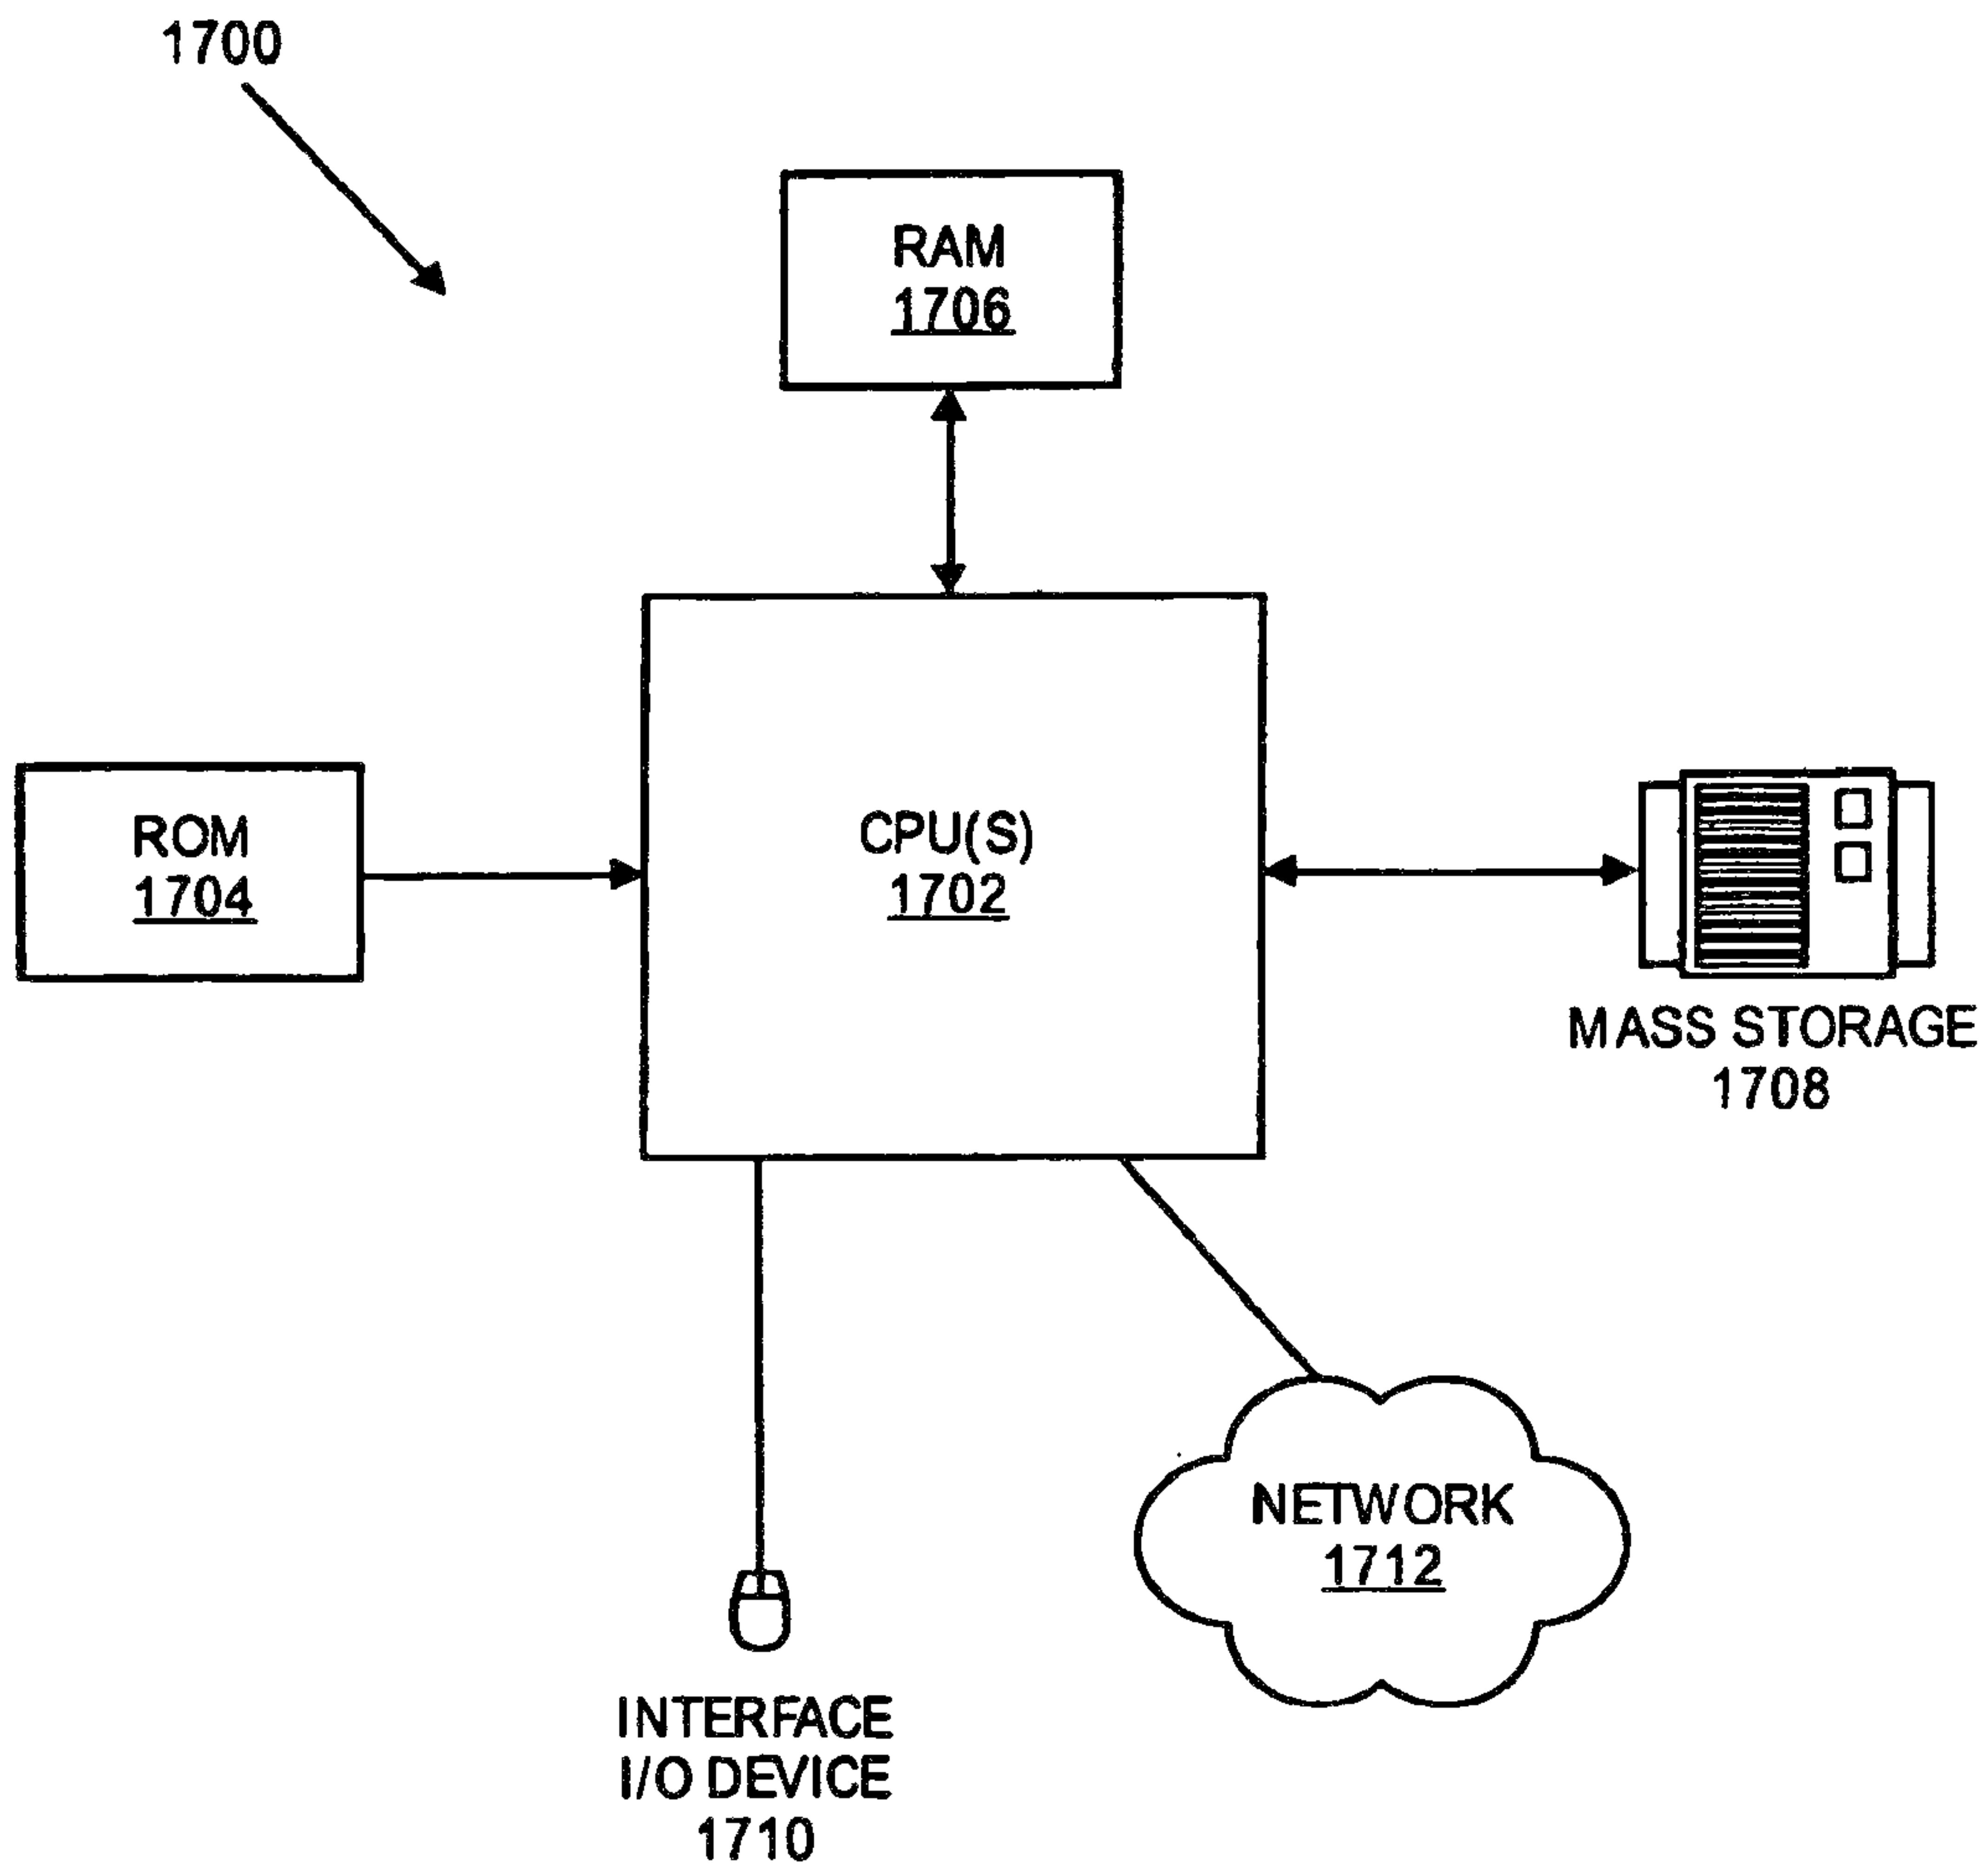 1700
RAM
1706
ROM
1704
CPU(S)
1702
MASS STORAGE
1708
NETWORK
1712
INTERFACE
I/O DEVICE
1710